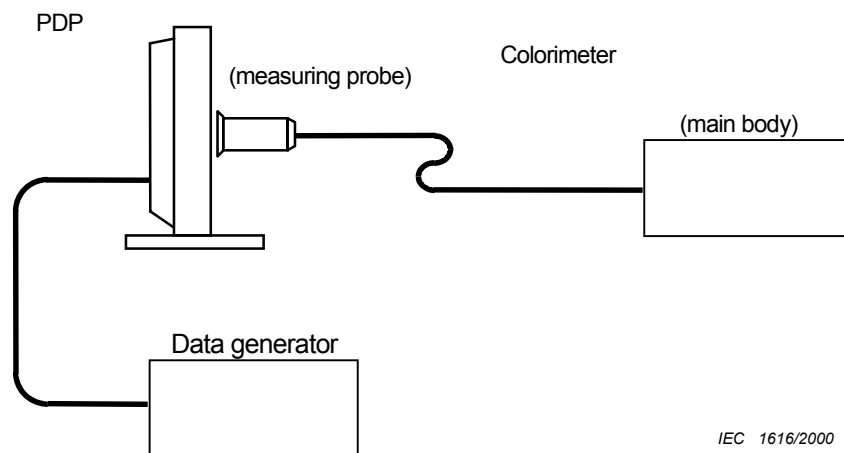 PDP
Colorimeter
(measuring probe)
(main body)
Data generator
IEC 1616/2000